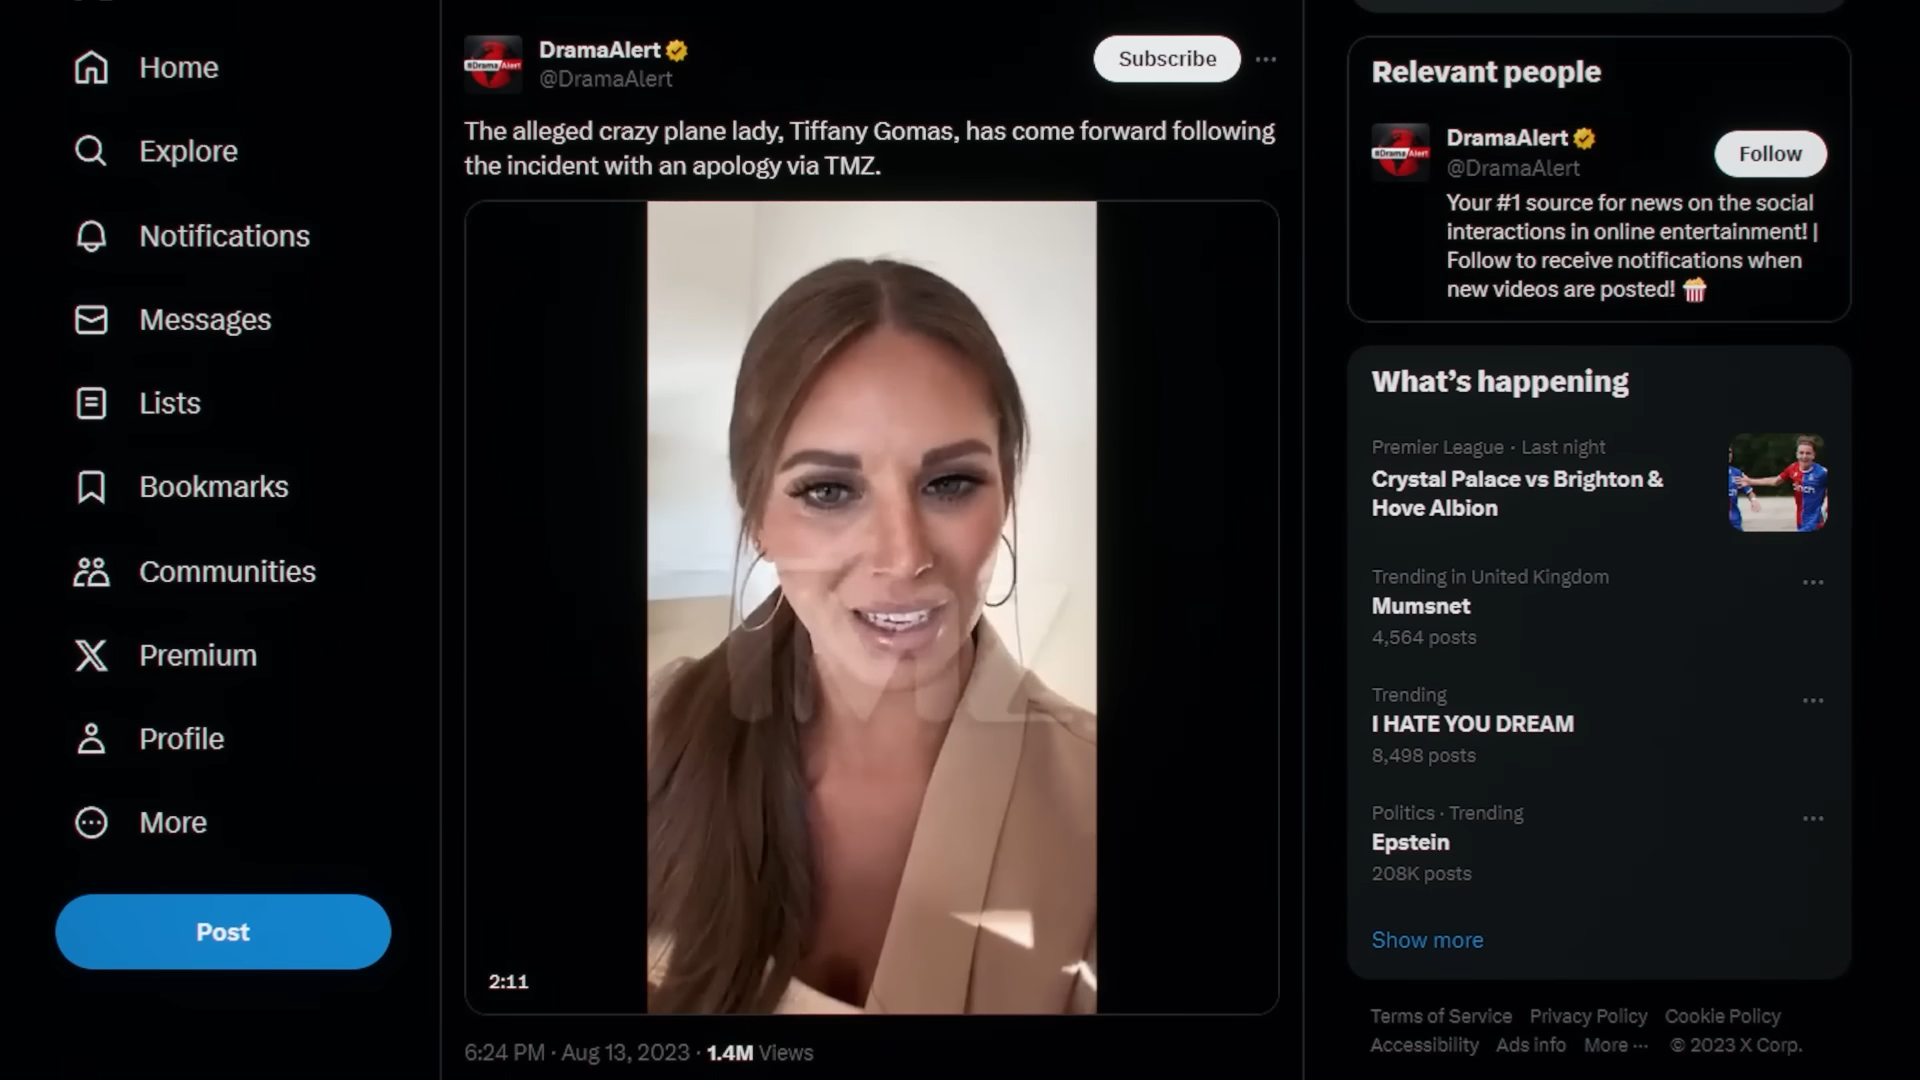 Home
Explore
Notifications
Messages
Lists
Bookmarks
Communities
Premium
Profile
More
Post
#Drama Alert
DramaAlert
@DramaAlert
Subscribe
The alleged crazy plane lady, Tiffany Gomas, has come forward following
the incident with an apology via TMZ.
TMZ
2:11
6:24 PM · Aug 13, 2023 · 1.4M Views
Relevant people
#Drama Alert
DramaAlert
@DramaAlert
Follow
Your #1 source for news on the social
interactions in online entertainment! |
Follow to receive notifications when
new videos are posted! 🍿
What’s happening
Premier League · Last night
Crystal Palace vs Brighton &
Hove Albion
Trending in United Kingdom
Mumsnet
4,564 posts
Trending
I HATE YOU DREAM
8,498 posts
Politics · Trending
Epstein
208K posts
Show more
Terms of Service Privacy Policy Cookie Policy
Accessibility Ads info More ··· © 2023 X Corp.